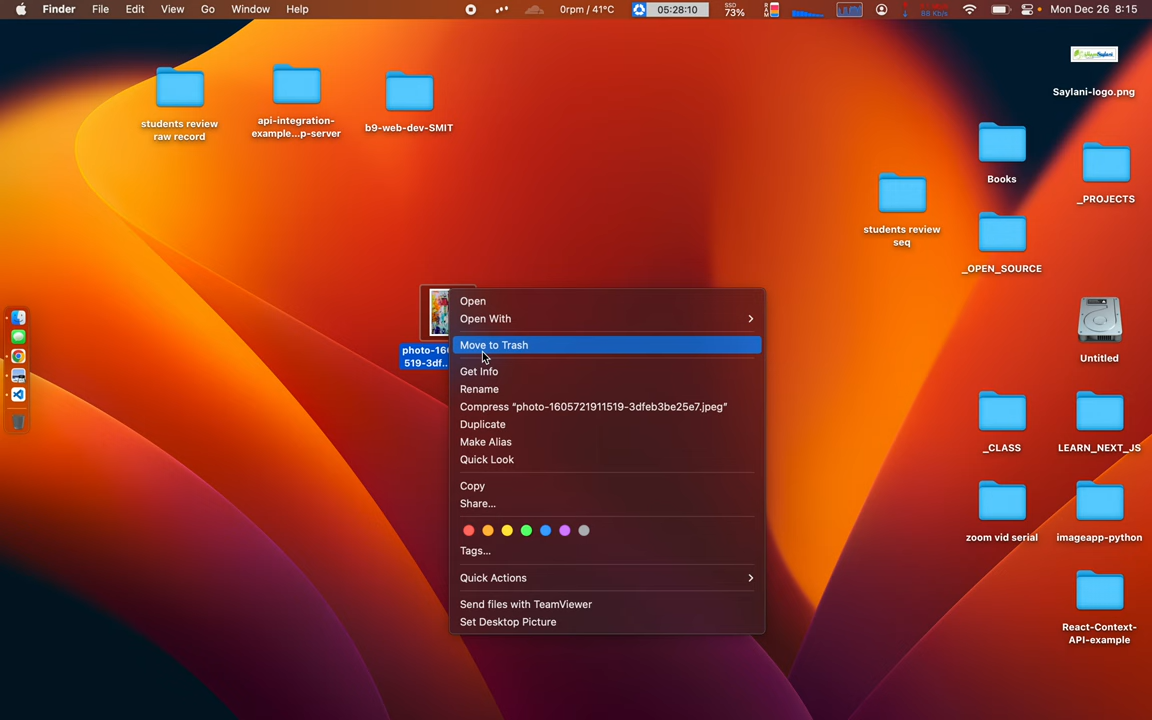 Finder File Edit View Go Window Help 0rpm / 41°C 05:28:10 SSD 73% Mon Dec 26 8:15
Saylani-logo.png
students review
raw record
api-integration-
example...p-server
b9-web-dev-SMIT
Books
_PROJECTS
students review
seq
_OPEN_SOURCE
Untitled
_CLASS
LEARN_NEXT_JS
zoom vid serial
imageapp-python
React-Context-
API-example
photo-160
519-3df...
Open
Open With
Move to Trash
Get Info
Rename
Compress “photo-1605721911519-3dfeb3be25e7.jpeg”
Duplicate
Make Alias
Quick Look
Copy
Share...
Tags...
Quick Actions
Send files with TeamViewer
Set Desktop Picture